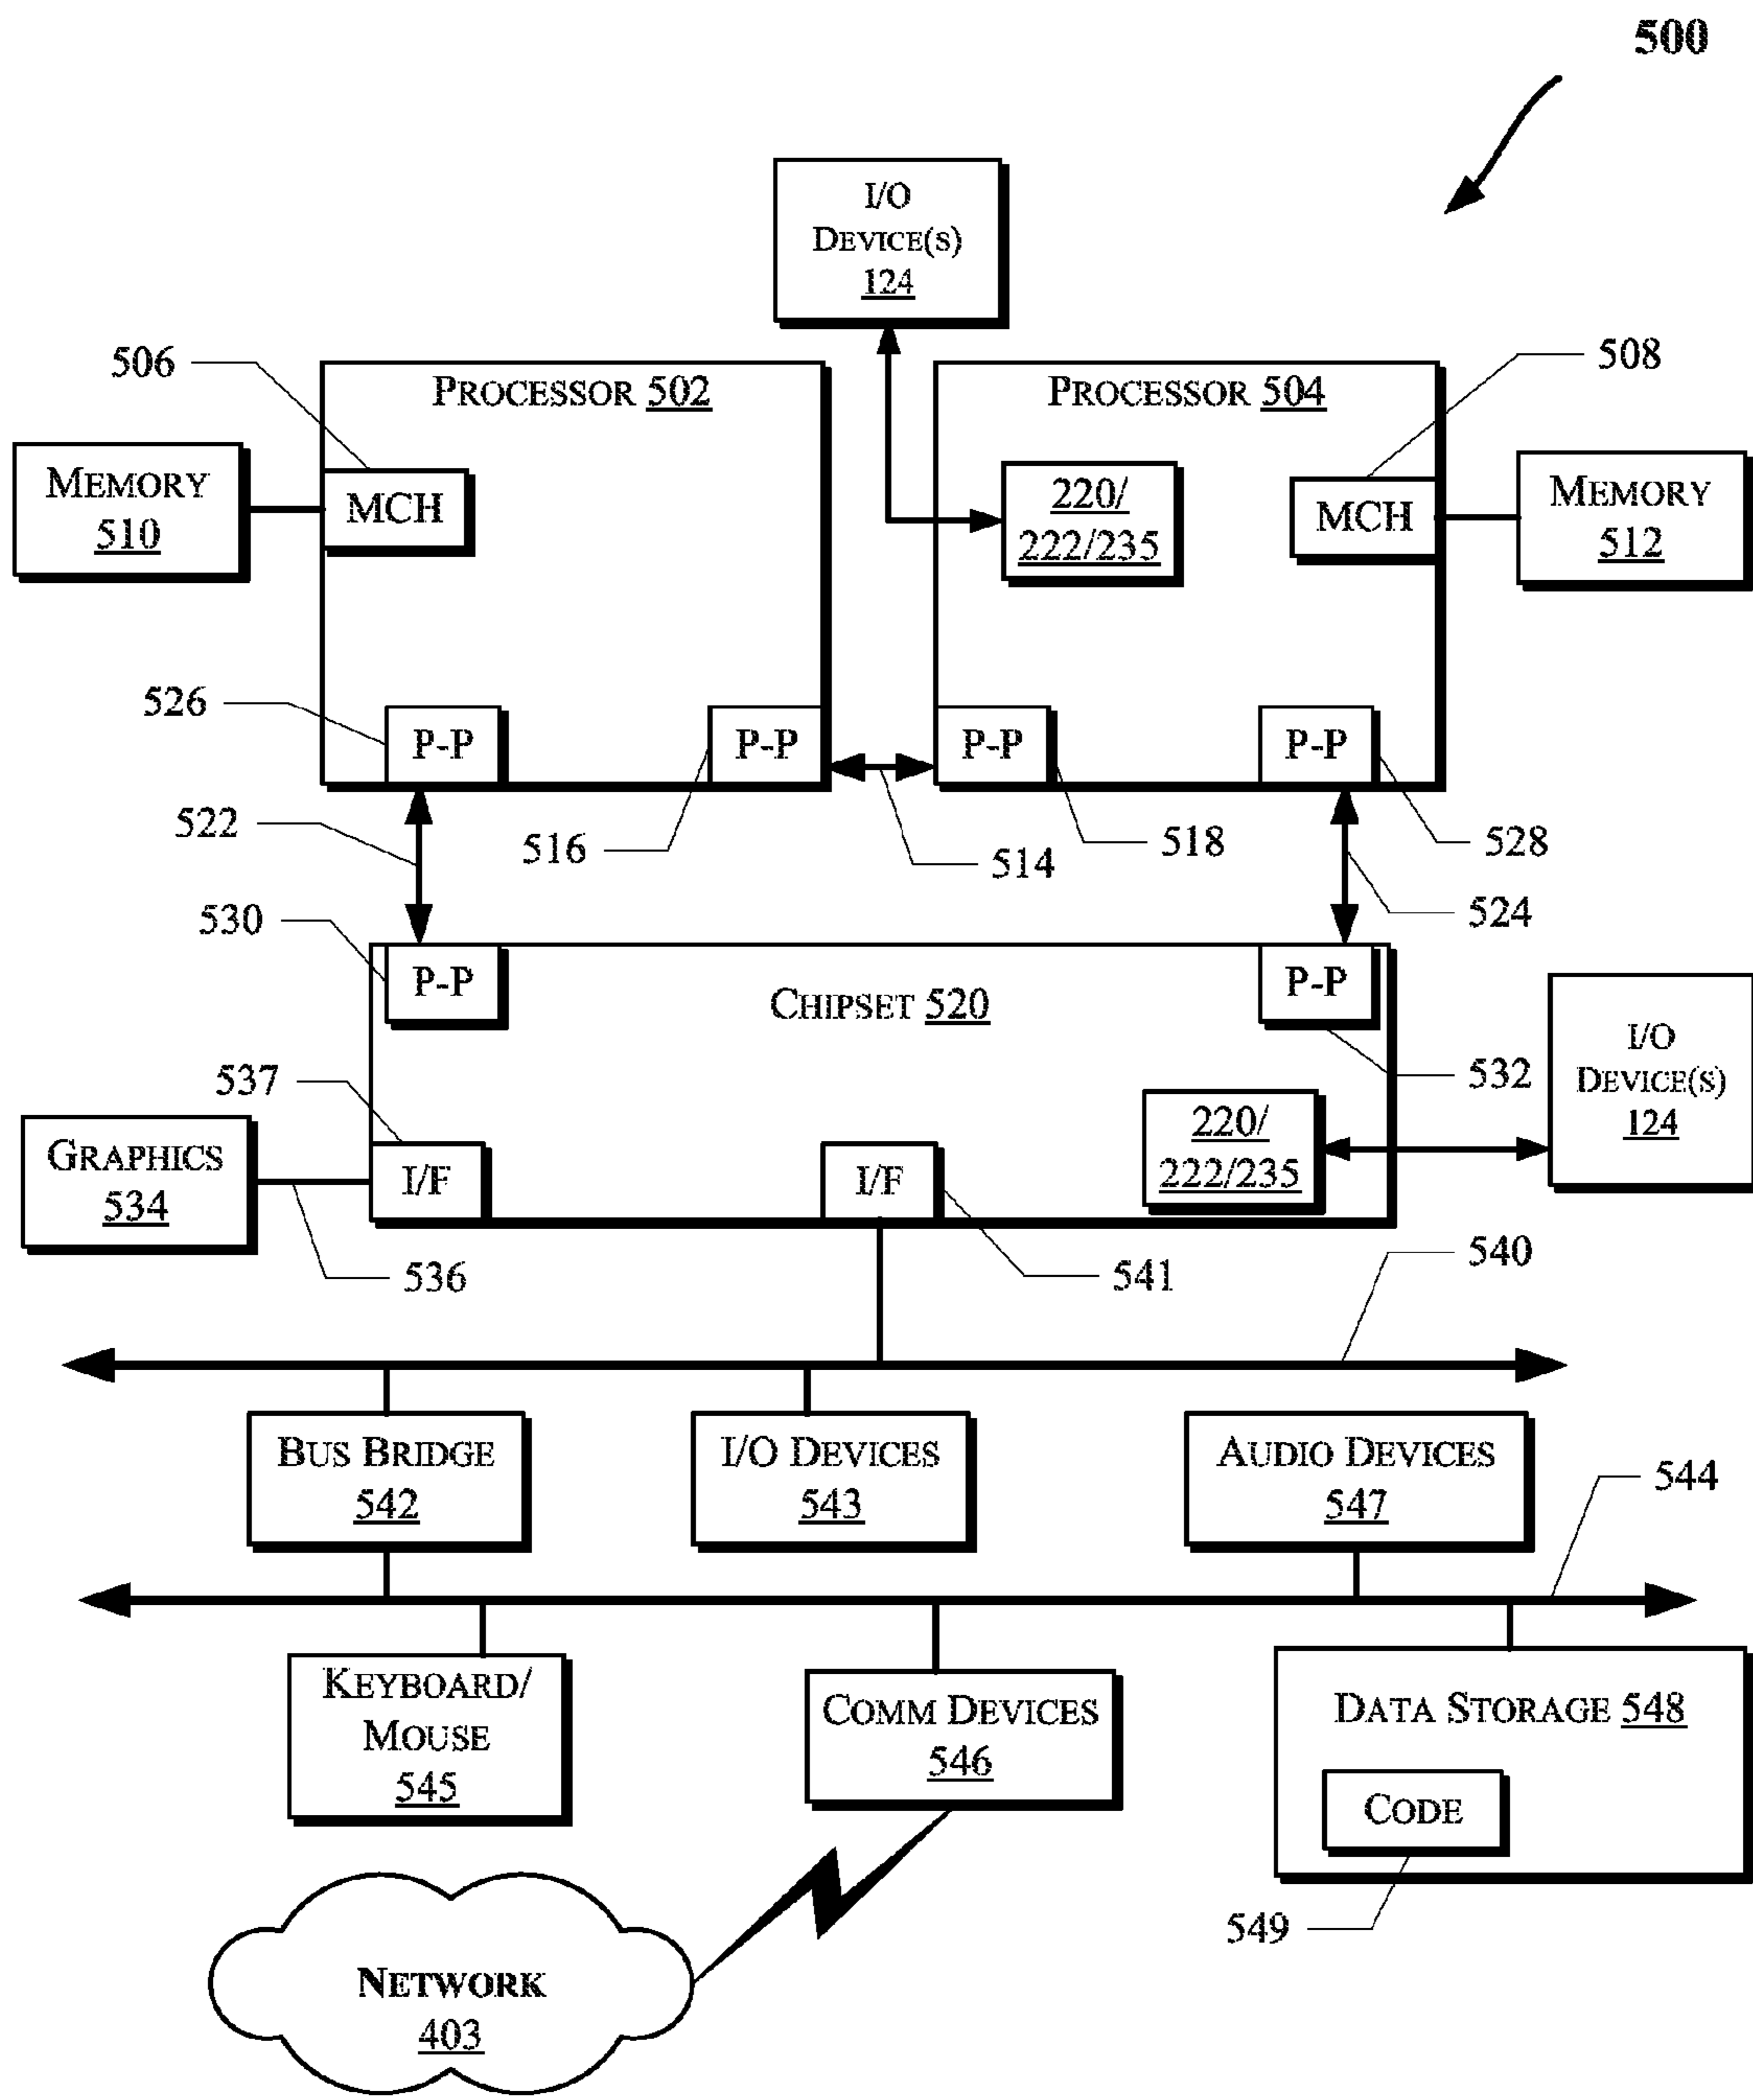 500
I/O
DEVICE(S)
124
506
PROCESSOR 502
PROCESSOR 504
508
MEMORY
510
MCH
220/
222/235
MCH
MEMORY
512
526
P-P
P-P
P-P
P-P
522
516
514
518
528
530
524
P-P
CHIPSET 520
P-P
I/O
DEVICE(S)
124
537
532
GRAPHICS
534
I/F
I/F
220/
222/235
536
541
540
BUS BRIDGE
542
I/O DEVICES
543
AUDIO DEVICES
547
544
KEYBOARD/
MOUSE
545
COMM DEVICES
546
DATA STORAGE 548
CODE
549
NETWORK
403